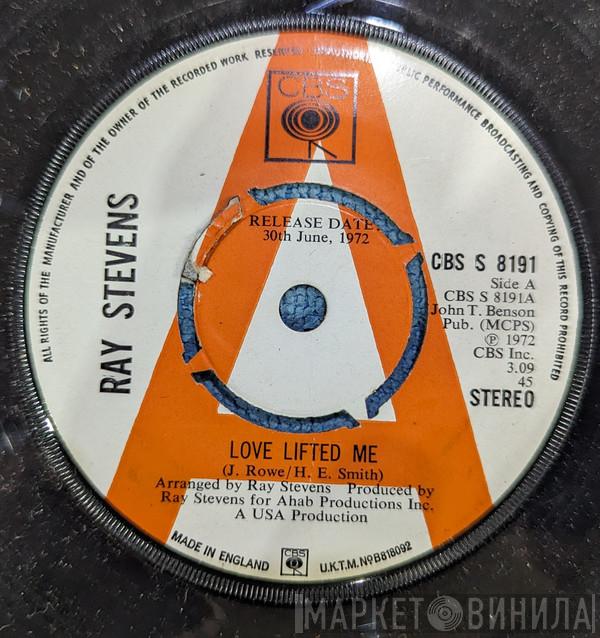 ALL RIGHTS OF THE MANUFACTURER AND OF THE OWNER OF THE RECORDED WORK RESERVED UNAUTHOR PUBLIC PERFORMANCE BROADCASTING AND COPYING OF THIS RECORD PROHIBITED
CBS
RAY STEVENS
RELEASE DATE
30th June, 1972
CBS S 8191
Side A
CBS S 8191A
John T. Benson
Pub. (MCPS)
℗ 1972
CBS Inc.
3.09
45
STEREO
LOVE LIFTED ME
(J. Rowe/H. E. Smith)
Arranged by Ray Stevens Produced by
Ray Stevens for Ahab Productions Inc.
A USA Production
MADE IN ENGLAND
CBS
U.K.T.M. No B818092
МАРКЕТ ВИНИЛА